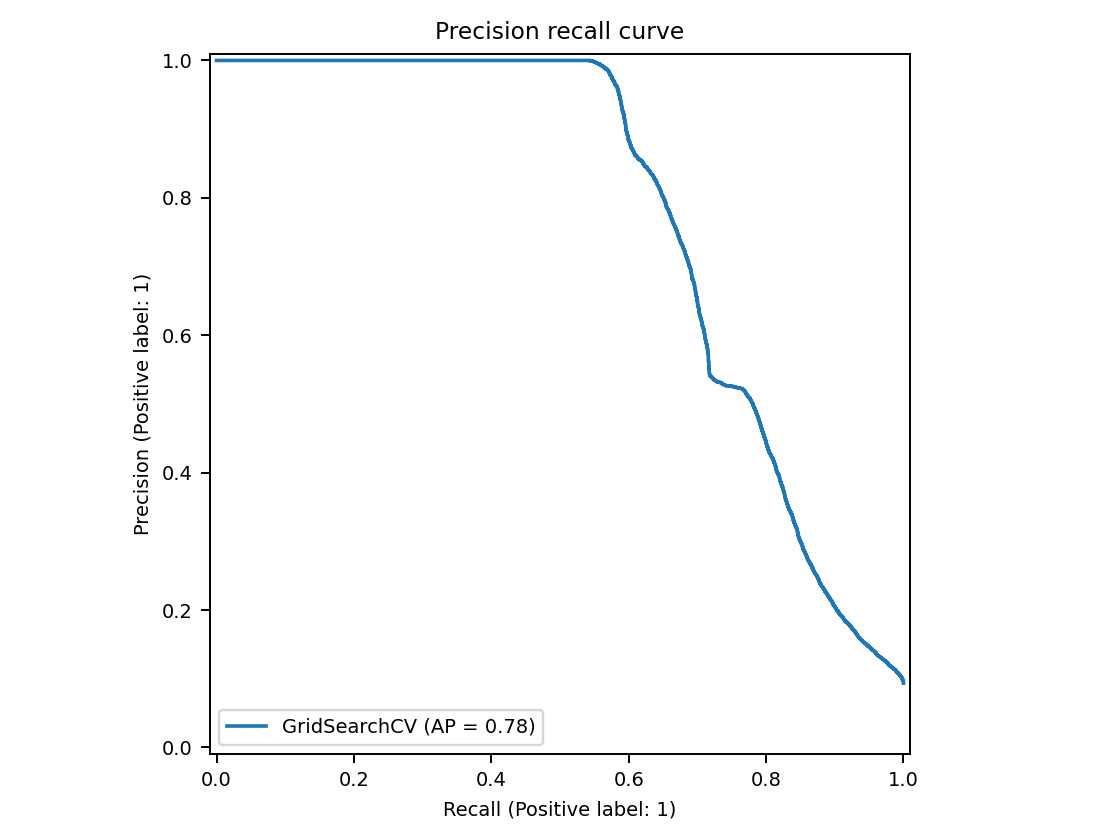 Precision recall curve
1.0
0.8
0.6
0.4
0.2
0.0
Precision (Positive label: 1)
GridSearchCV (AP = 0.78)
0.0 0.2 0.4 0.6 0.8 1.0
Recall (Positive label: 1)